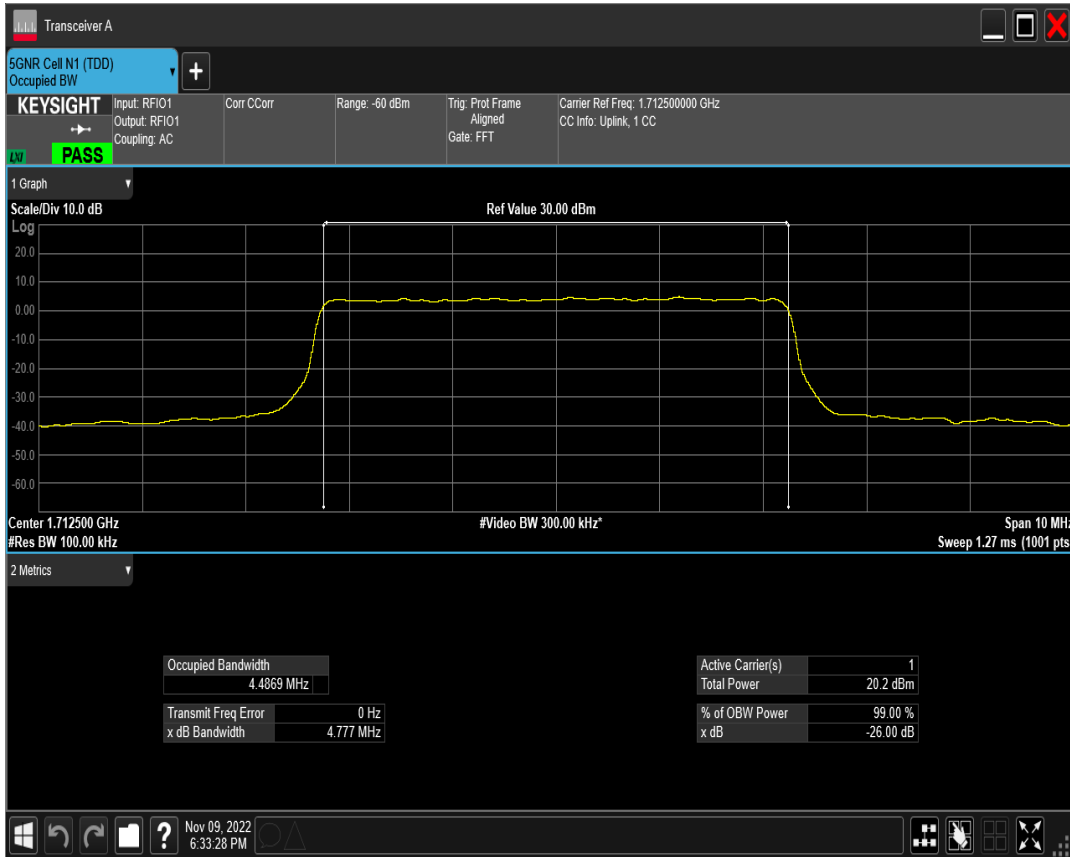 Transceiver A
5GNR Cell N1 (TDD)
Occupied BW
+
KEYSIGHT
Input: RFIO1
Output: RFIO1
Coupling: AC
Corr CCorr
Range: -60 dBm
Trig: Prot Frame
Aligned
Gate: FFT
Carrier Ref Freq: 1.712500000 GHz
CC Info: Uplink, 1 CC
LXI
PASS
1 Graph
Scale/Div 10.0 dB
Ref Value 30.00 dBm
Log
20.0
10.0
0.00
-10.0
-20.0
-30.0
-40.0
-50.0
-60.0
Center 1.712500 GHz
#Video BW 300.00 kHz*
Span 10 MHz
#Res BW 100.00 kHz
Sweep 1.27 ms (1001 pts
2 Metrics
Occupied Bandwidth
4.4869 MHz
Transmit Freq Error 0 Hz
x dB Bandwidth 4.777 MHz
Active Carrier(s) 1
Total Power 20.2 dBm
% of OBW Power 99.00 %
x dB -26.00 dB
?
Nov 09, 2022
6:33:28 PM